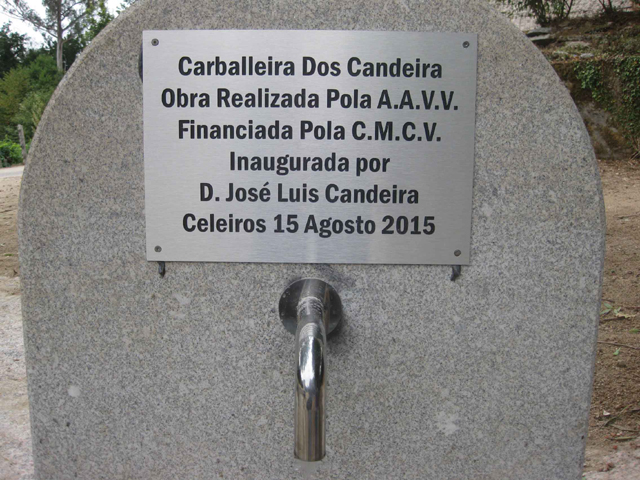 Carballeira Dos Candeira
Obra Realizada Pola A.A.V.V.
Financiada Pola C.M.C.V.
Inaugurada por
D. José Luis Candeira
Celeiros 15 Agosto 2015